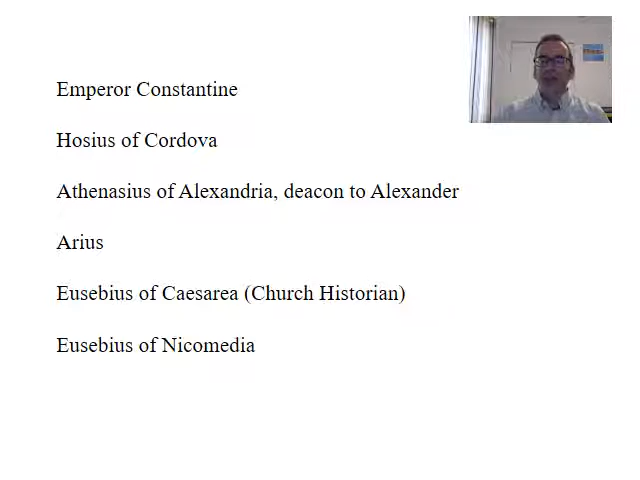 Emperor Constantine
Hosius of Cordova
Athenasius of Alexandria, deacon to Alexander
Arius
Eusebius of Caesarea (Church Historian)
Eusebius of Nicomedia